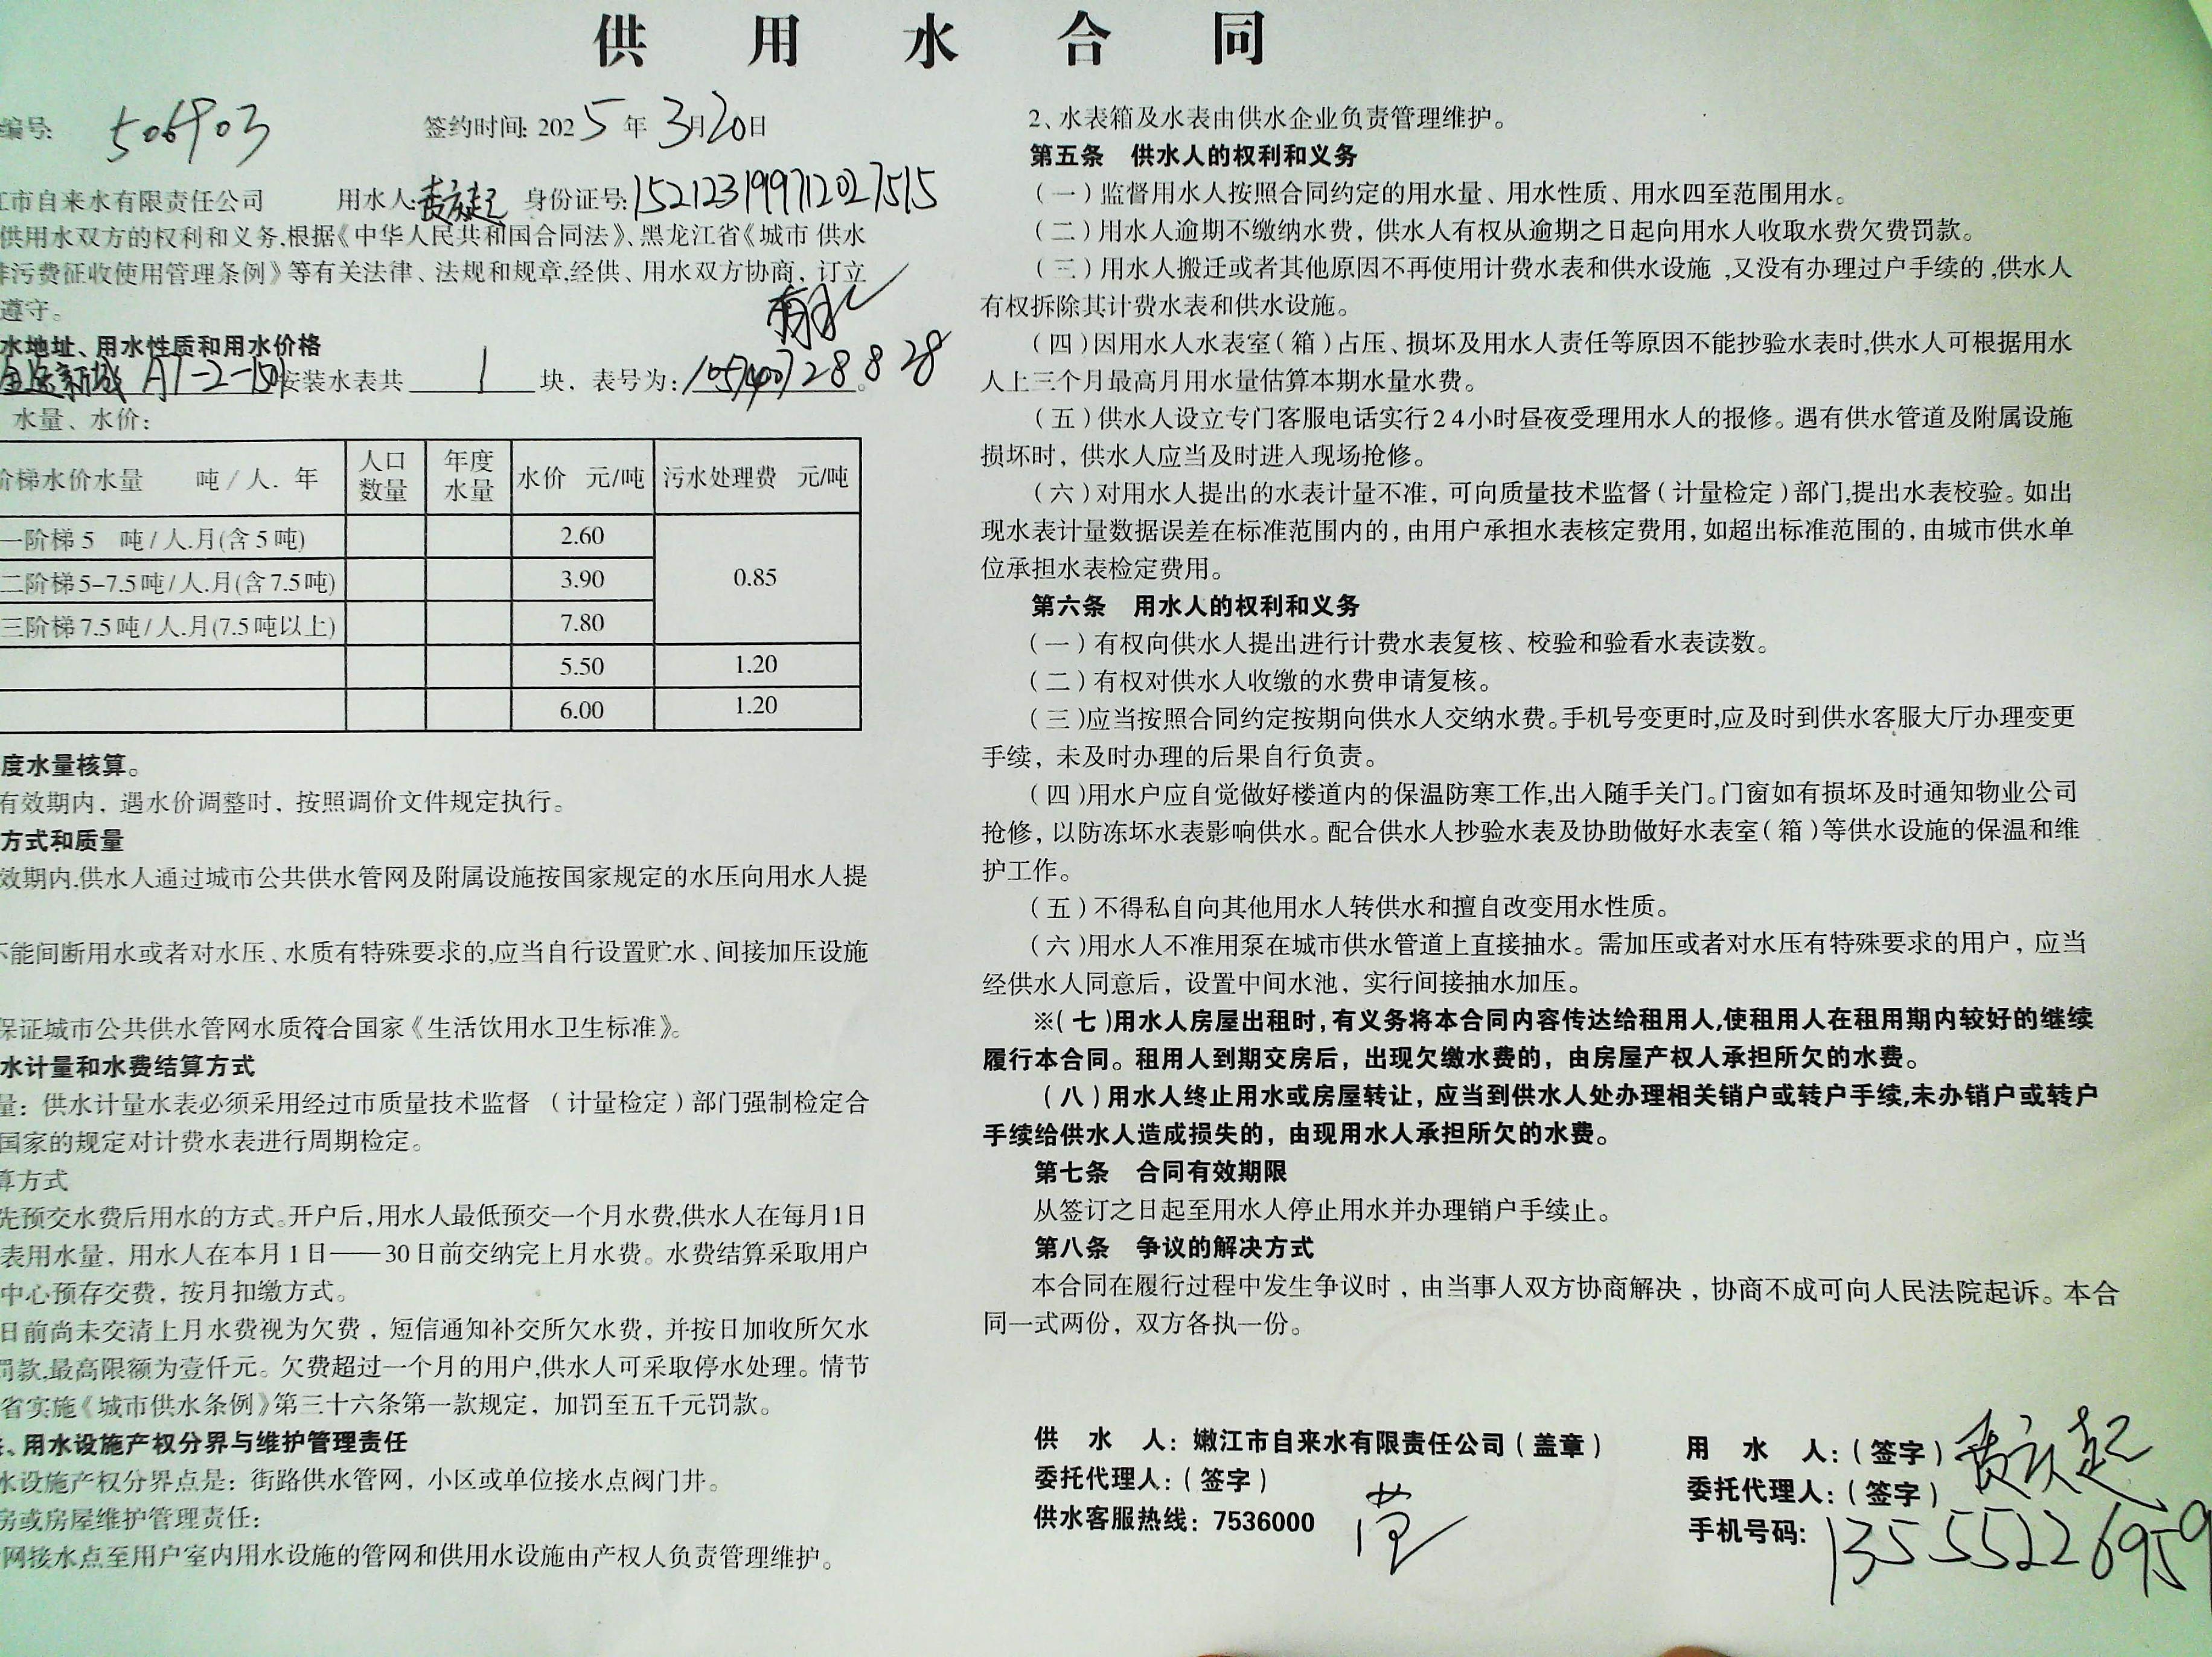 供用水合同
编号: 506903 签约时间: 2025年3月20日
江市自来水有限责任公司 用水人: 身份证号: 152123199712027515
供用水双方的权利和义务,根据《中华人民共和国合同法》、黑龙江省《城市 供水
排污费征收使用管理条例》等有关法律、法规和规章,经供、用水双方协商, 订立
遵守。
水地址、用水性质和用水价格
新城 A7-2-1501 安装水表共 1 块, 表号为:
水量、水价:
阶梯水价水量 吨/人. 年 人口数量 年度水量 水价 元/吨 污水处理费 元/吨
一阶梯 5 吨/人.月(含 5 吨) 2.60 0.85
二阶梯 5-7.5 吨/人.月(含 7.5 吨) 3.90
三阶梯 7.5 吨/人.月(7.5 吨以上) 7.80
5.50 1.20
6.00 1.20
度水量核算。
有效期内, 遇水价调整时, 按照调价文件规定执行。
方式和质量
效期内,供水人通过城市公共供水管网及附属设施按国家规定的水压向用水人提
不能间断用水或者对水压、水质有特殊要求的,应当自行设置贮水、间接加压设施
保证城市公共供水管网水质符合国家《生活饮用水卫生标准》。
水计量和水费结算方式
量: 供水计量水表必须采用经过市质量技术监督 (计量检定)部门强制检定合
国家的规定对计费水表进行周期检定。
算方式
先预交水费后用水的方式。开户后,用水人最低预交一个月水费,供水人在每月1日
表用水量, 用水人在本月 1 日——30 日前交纳完上月水费。水费结算采取用户
中心预存交费, 按月扣缴方式。
日前尚未交清上月水费视为欠费, 短信通知补交所欠水费, 并按日加收所欠水
罚款,最高限额为壹仟元。欠费超过一个月的用户,供水人可采取停水处理。情节
省实施《城市供水条例》第三十六条第一款规定, 加罚至五千元罚款。
、用水设施产权分界与维护管理责任
水设施产权分界点是: 街路供水管网, 小区或单位接水点阀门井。
房或房屋维护管理责任:
网接水点至用户室内用水设施的管网和供用水设施由产权人负责管理维护。
2、水表箱及水表由供水企业负责管理维护。
第五条 供水人的权利和义务
(一)监督用水人按照合同约定的用水量、用水性质、用水四至范围用水。
(二)用水人逾期不缴纳水费, 供水人有权从逾期之日起向用水人收取水费欠费罚款。
(三)用水人搬迁或者其他原因不再使用计费水表和供水设施 ,又没有办理过户手续的,供水人
有权拆除其计费水表和供水设施。
(四)因用水人水表室(箱)占压、损坏及用水人责任等原因不能抄验水表时,供水人可根据用水
人上三个月最高月用水量估算本期水量水费。
(五)供水人设立专门客服电话实行24小时昼夜受理用水人的报修。遇有供水管道及附属设施
损坏时, 供水人应当及时进入现场抢修。
(六)对用水人提出的水表计量不准, 可向质量技术监督(计量检定)部门,提出水表校验。如出
现水表计量数据误差在标准范围内的, 由用户承担水表核定费用, 如超出标准范围的, 由城市供水单
位承担水表检定费用。
第六条 用水人的权利和义务
(一)有权向供水人提出进行计费水表复核、校验和验看水表读数。
(二)有权对供水人收缴的水费申请复核。
(三)应当按照合同约定按期向供水人交纳水费。手机号变更时,应及时到供水客服大厅办理变更
手续, 未及时办理的后果自行负责。
(四)用水户应自觉做好楼道内的保温防寒工作,出入随手关门。门窗如有损坏及时通知物业公司
抢修, 以防冻坏水表影响供水。配合供水人抄验水表及协助做好水表室(箱)等供水设施的保温和维
护工作。
(五)不得私自向其他用水人转供水和擅自改变用水性质。
(六)用水人不准用泵在城市供水管道上直接抽水。需加压或者对水压有特殊要求的用户, 应当
经供水人同意后, 设置中间水池, 实行间接抽水加压。
※(七)用水人房屋出租时,有义务将本合同内容传达给租用人,使租用人在租用期内较好的继续
履行本合同。租用人到期交房后, 出现欠缴水费的, 由房屋产权人承担所欠的水费。
(八)用水人终止用水或房屋转让, 应当到供水人处办理相关销户或转户手续,未办销户或转户
手续给供水人造成损失的, 由现用水人承担所欠的水费。
第七条 合同有效期限
从签订之日起至用水人停止用水并办理销户手续止。
第八条 争议的解决方式
本合同在履行过程中发生争议时, 由当事人双方协商解决, 协商不成可向人民法院起诉。本合
同一式两份, 双方各执一份。
供 水 人: 嫩江市自来水有限责任公司(盖章) 用 水 人:(签字)
委托代理人:(签字) 委托代理人:(签字)
供水客服热线: 7536000 手机号码: 13555226959